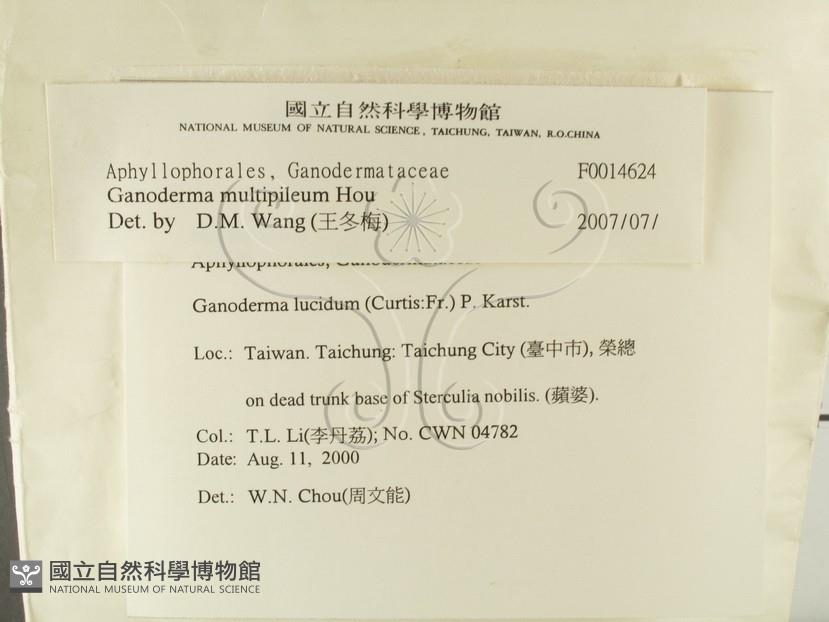 國立自然科學博物館
NATIONAL MUSEUM OF NATURAL SCIENCE, TAICHUNG, TAIWAN, R.O.CHINA
Aphyllophorales, Ganodermataceae F0014624
Ganoderma multipileum Hou
Det. by D.M. Wang (王冬梅) 2007/07/
Aphyllophorales, Ganodermataceae
Ganoderma lucidum (Curtis:Fr.) P. Karst.
Loc.: Taiwan. Taichung: Taichung City (臺中市), 榮總
on dead trunk base of Sterculia nobilis. (蘋婆).
Col.: T.L. Li(李丹荔); No. CWN 04782
Date: Aug. 11, 2000
Det.: W.N. Chou(周文能)
國立自然科學博物館
NATIONAL MUSEUM OF NATURAL SCIENCE